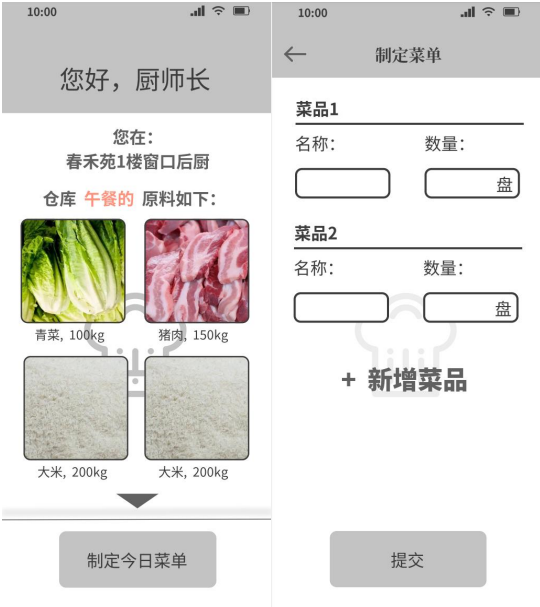 10:00
您好，厨师长
您在：
春禾苑1楼窗口后厨
仓库 午餐的 原料如下：
青菜, 100kg
猪肉, 150kg
大米, 200kg
大米, 200kg
制定今日菜单
10:00
制定菜单
菜品1
名称：
数量：
盘
菜品2
名称：
数量：
盘
+ 新增菜品
提交